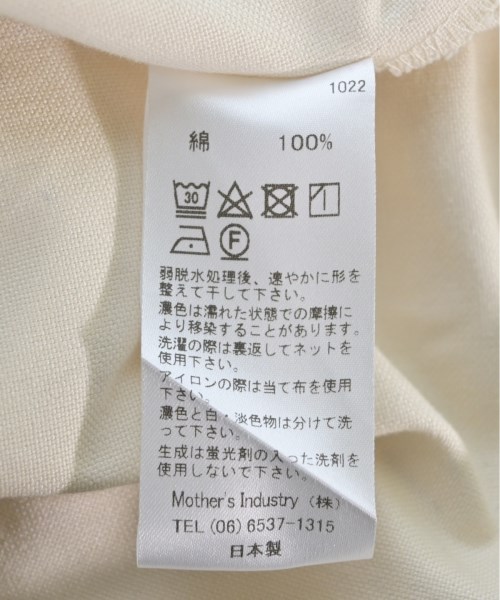 1022
綿 100%
30
F
弱脱水処理後、速やかに形を
整えて干して下さい。
濃色は濡れた状態での摩擦に
より移染することがあります。
洗濯の際は裏返してネットを
使用下さい。
アイロンの際は当て布を使用
下さい。
濃色と白・淡色物は分けて洗
って下さい。
生成は蛍光剤の入った洗剤を
使用しないで下さい。
Mother's Industry (株)
TEL (06) 6537-1315
日本製